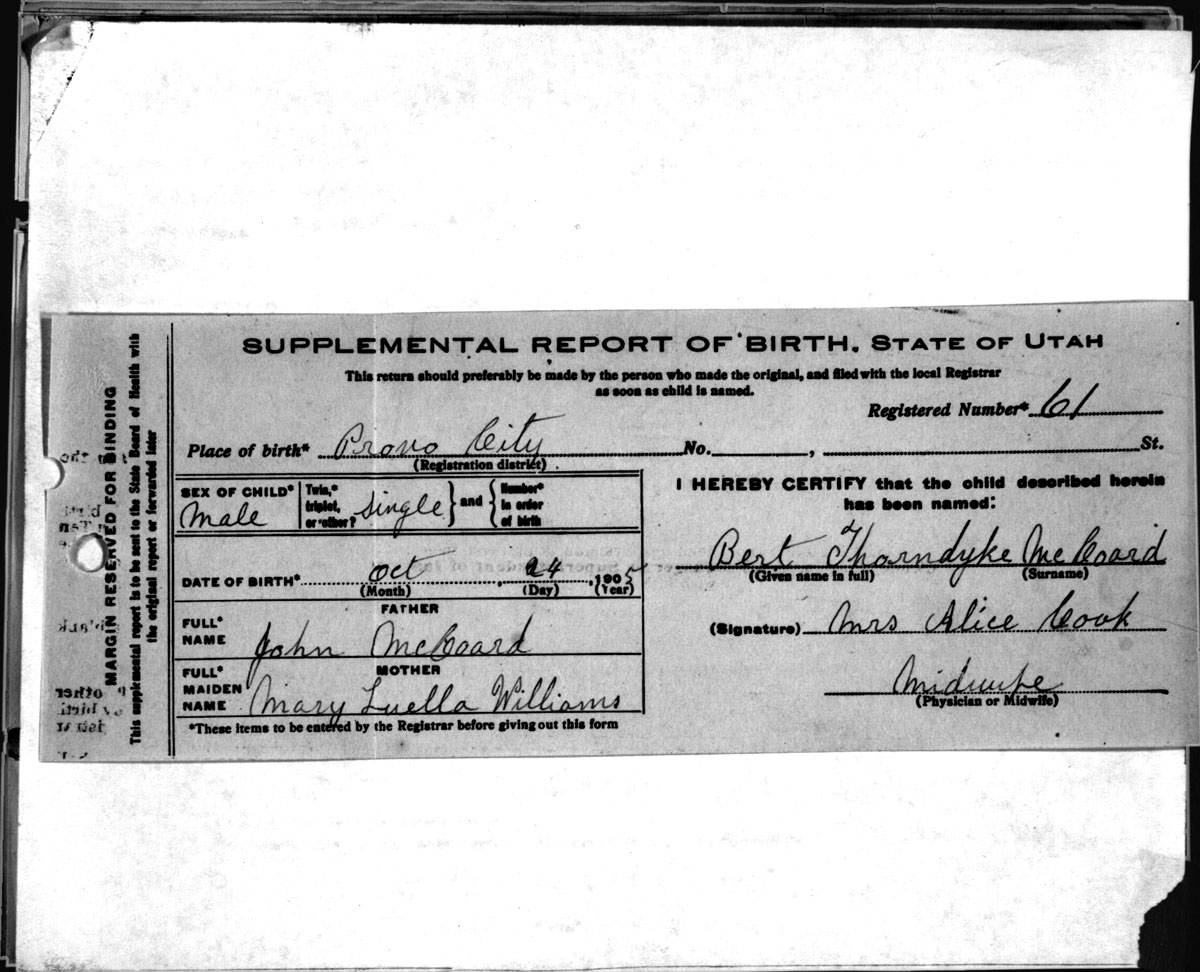 SUPPLEMENTAL REPORT OF BIRTH. STATE OF UTAH
This return should preferably be made by the person who made the original, and filed with the local Registrar
as soon as child is named.
Registered Number* 61
Place of birth* Provo City No. , St.
(Registration district)
SEX OF CHILD* Male
Twin,* triplet, or other? Single and Number* in order of birth
DATE OF BIRTH* Oct , 24 , 1905
(Month) (Day) (Year)
FATHER
FULL* NAME John McCoard
MOTHER
FULL* MAIDEN NAME Mary Luella Williams
*These items to be entered by the Registrar before giving out this form
I HEREBY CERTIFY that the child described herein
has been named:
Bert Thorndyke McCoard
(Given name in full) (Surname)
(Signature) Mrs Alice Cook
Midwife
(Physician or Midwife)
MARGIN RESERVED FOR BINDING
This supplemental report is to be sent to the State Board of Health with
the original report or forwarded later